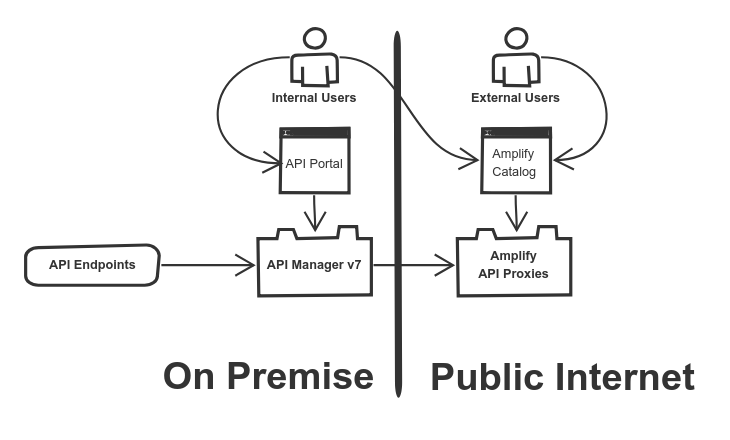 Internal Users
External Users
API Portal
Amplify
Catalog
API Endpoints
API Manager v7
Amplify
API Proxies
On Premise
Public Internet